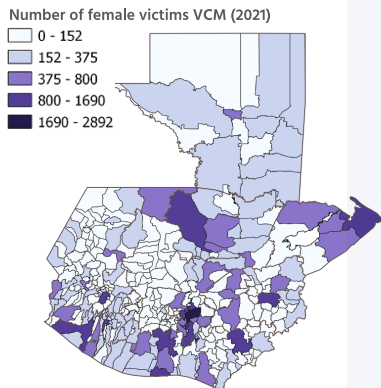 Number of female victims VCM (2021)
0 - 152
152 - 375
375 - 800
800 - 1690
1690 - 2892